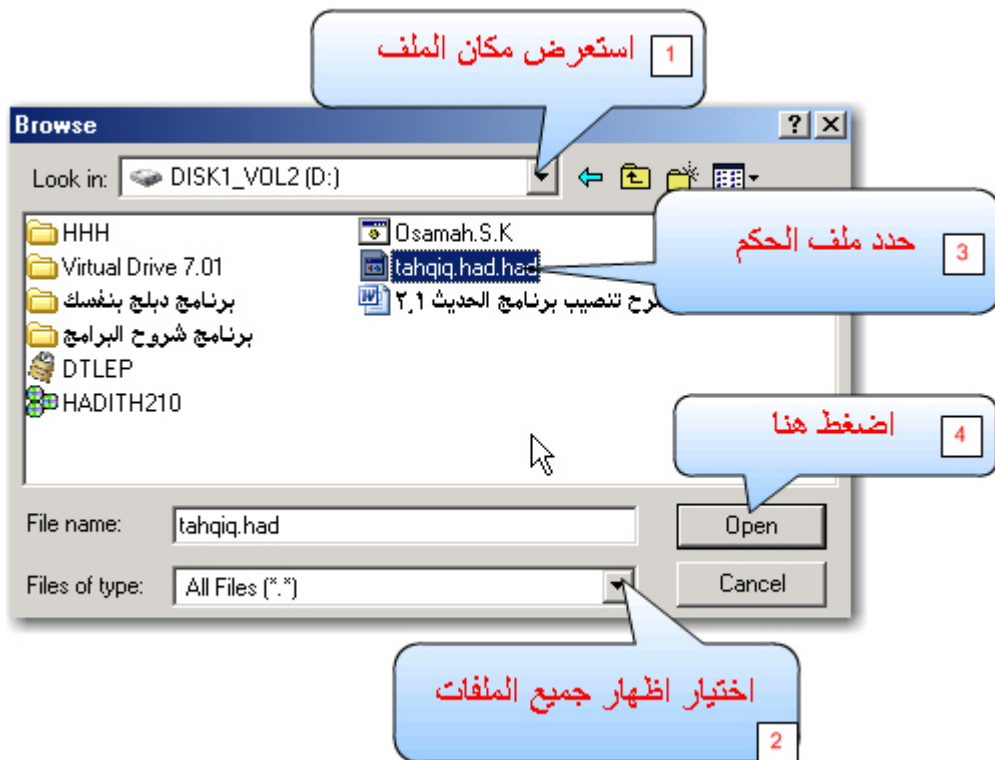 1 استعرض مكان الملف
Browse
Look in: DISK1_VOL2 (D:)
HHH
Virtual Drive 7.01
برنامج دبلج بنفسك
برنامج شروح البرامج
DTLEP
HADITH210
Osamah.S.K
tahqiq.had.had
تنصيب برنامج الحديث ٢,١
3 حدد ملف الحكم
4 اضغط هنا
File name: tahqiq.had
Open
Files of type: All Files (*.*)
Cancel
اختيار اظهار جميع الملفات
2